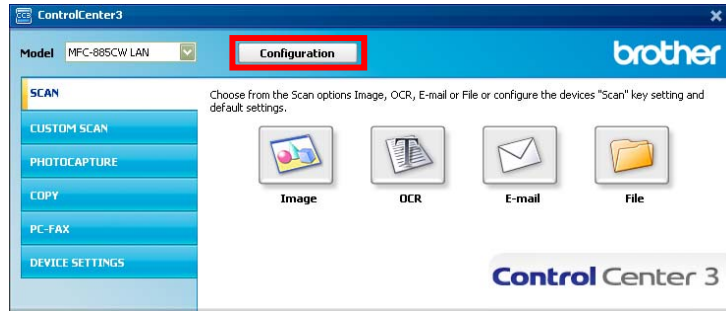 ControlCenter3
Model MFC-885CW LAN Configuration brother
SCAN
CUSTOM SCAN
PHOTOCAPTURE
COPY
PC-FAX
DEVICE SETTINGS
Choose from the Scan options Image, OCR, E-mail or File or configure the devices "Scan" key setting and
default settings.
Image OCR E-mail File
Control Center 3